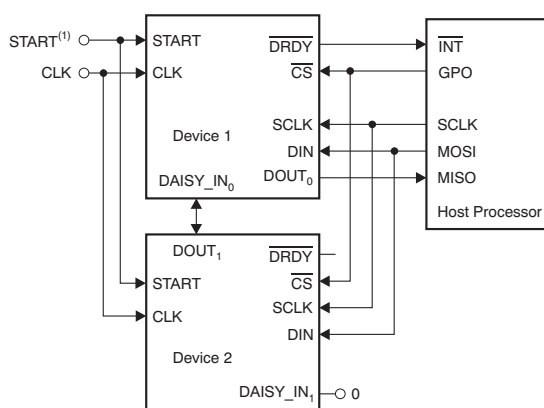 START(1)
CLK
START
CLK
Device 1
DAISY_IN0
DRDY
CS
SCLK
DIN
DOUT0
INT
GPO
SCLK
MOSI
MISO
Host Processor
DOUT1
START
CLK
Device 2
DRDY
CS
SCLK
DIN
DAISY_IN1
0